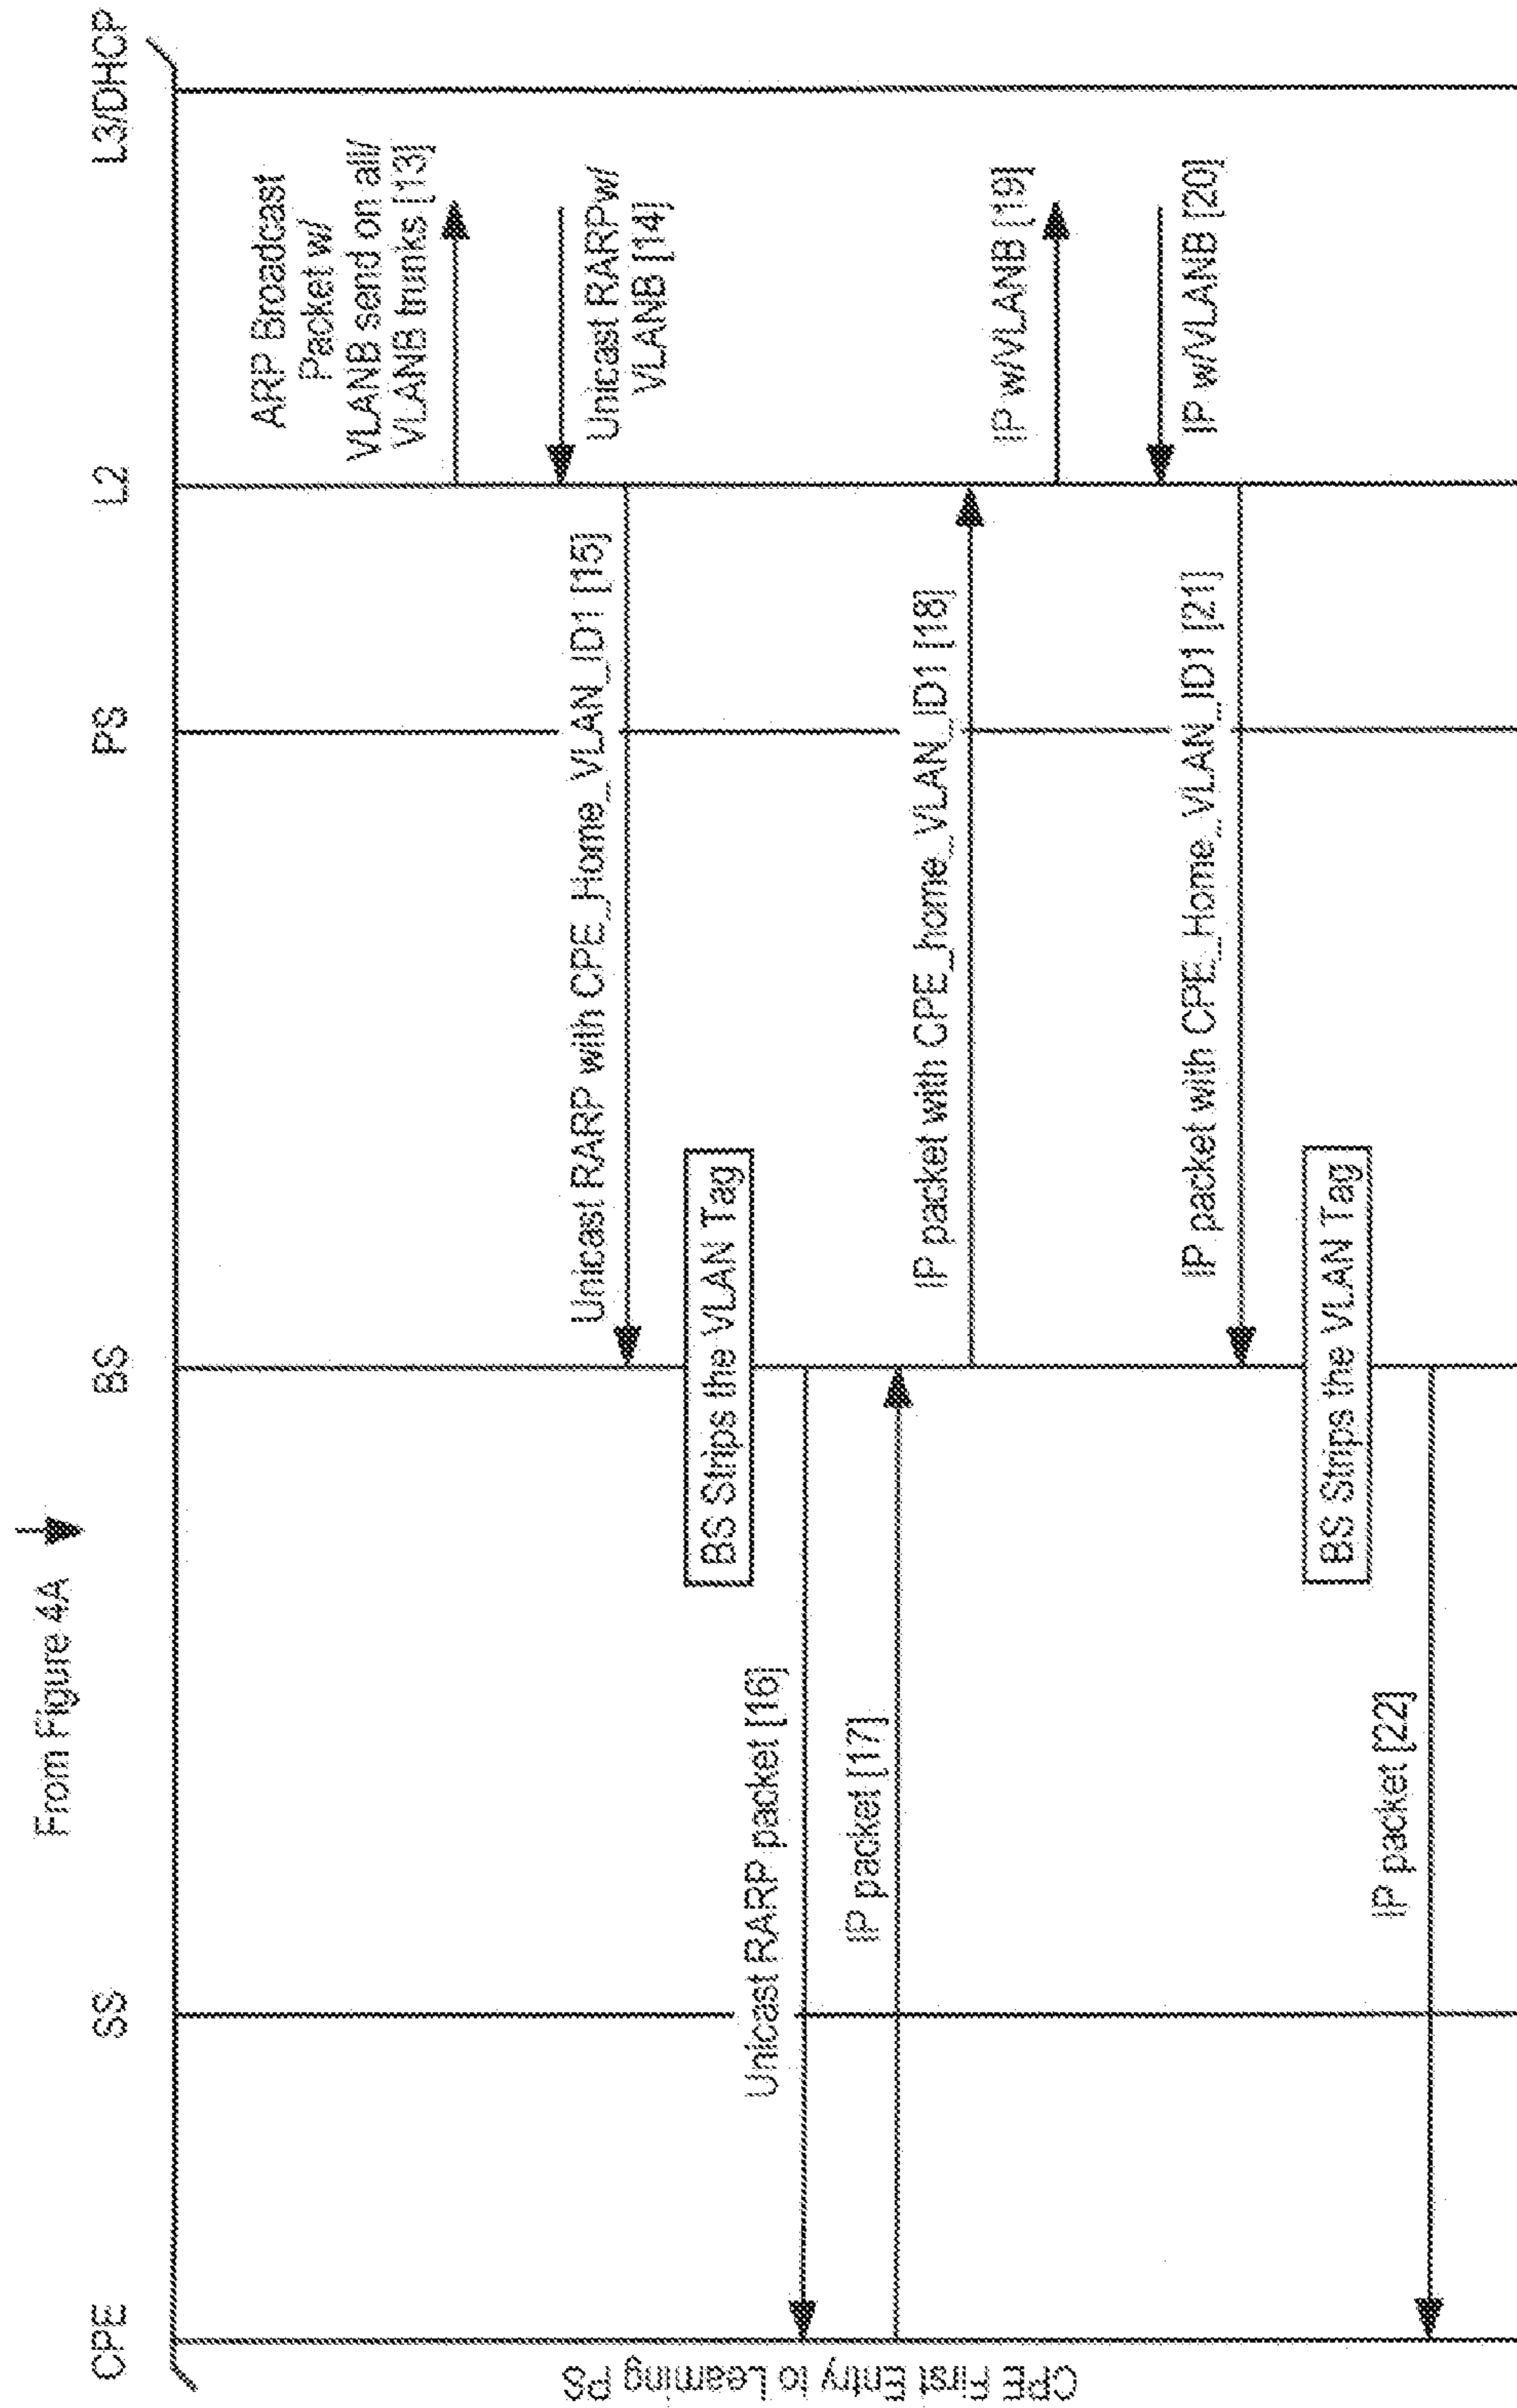 From Figure 4A
CPE
SS
BS
PS
L2
L3/DHCP
ARP Broadcast
Packet w/
VLANB send on all/
VLANB trunks [13]
Unicast RARPw/
VLANB [14]
Unicast RARP with CPE_Home_VLAN_ID1 [15]
BS Strips the VLAN Tag
Unicast RARP packet [16]
IP packet [17]
IP packet with CPE_home_VLAN_ID1 [18]
IP w/VLANB [19]
IP w/VLANB [20]
IP packet with CPE_Home_VLAN_ID1 [21]
BS Strips the VLAN Tag
IP packet [22]
CPE First Entry to Learning PS